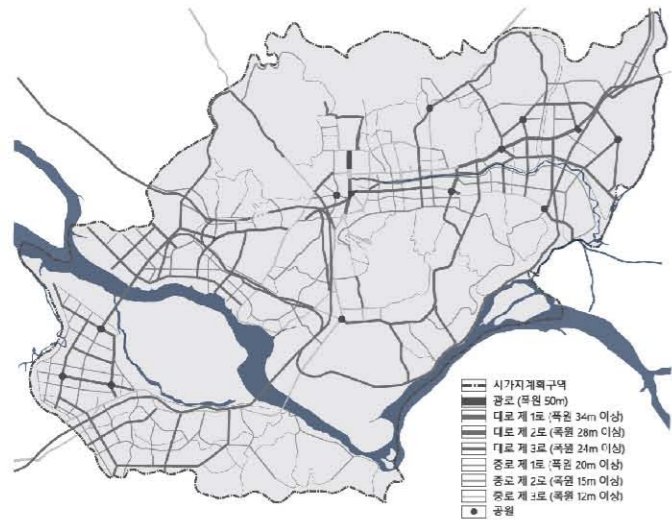 시가지계획구역
광로 (폭원 50m)
대로 제1로 (폭원 34m 이상)
대로 제2로 (폭원 28m 이상)
대로 제3로 (폭원 24m 이상)
중로 제1로 (폭원 20m 이상)
중로 제2로 (폭원 15m 이상)
중로 제3로 (폭원 12m 이상)
공원